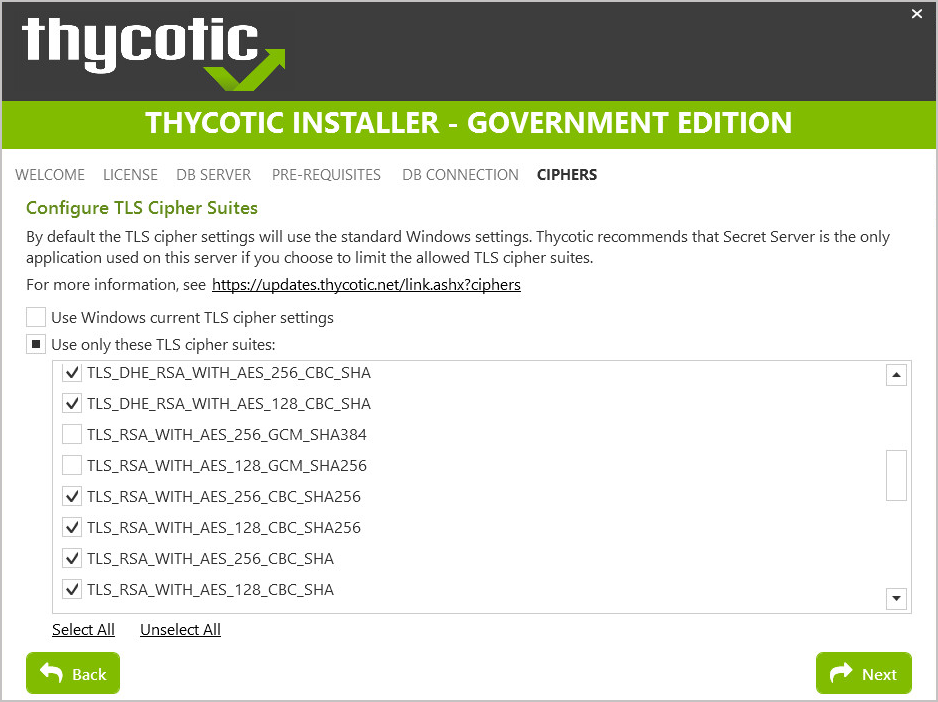 thycotic
THYCOTIC INSTALLER - GOVERNMENT EDITION
WELCOME LICENSE DB SERVER PRE-REQUISITES DB CONNECTION CIPHERS
Configure TLS Cipher Suites
By default the TLS cipher settings will use the standard Windows settings. Thycotic recommends that Secret Server is the only
application used on this server if you choose to limit the allowed TLS cipher suites.
For more information, see https://updates.thycotic.net/link.ashx?ciphers
Use Windows current TLS cipher settings
Use only these TLS cipher suites:
TLS_DHE_RSA_WITH_AES_256_CBC_SHA
TLS_DHE_RSA_WITH_AES_128_CBC_SHA
TLS_RSA_WITH_AES_256_GCM_SHA384
TLS_RSA_WITH_AES_128_GCM_SHA256
TLS_RSA_WITH_AES_256_CBC_SHA256
TLS_RSA_WITH_AES_128_CBC_SHA256
TLS_RSA_WITH_AES_256_CBC_SHA
TLS_RSA_WITH_AES_128_CBC_SHA
Select All Unselect All
Back Next